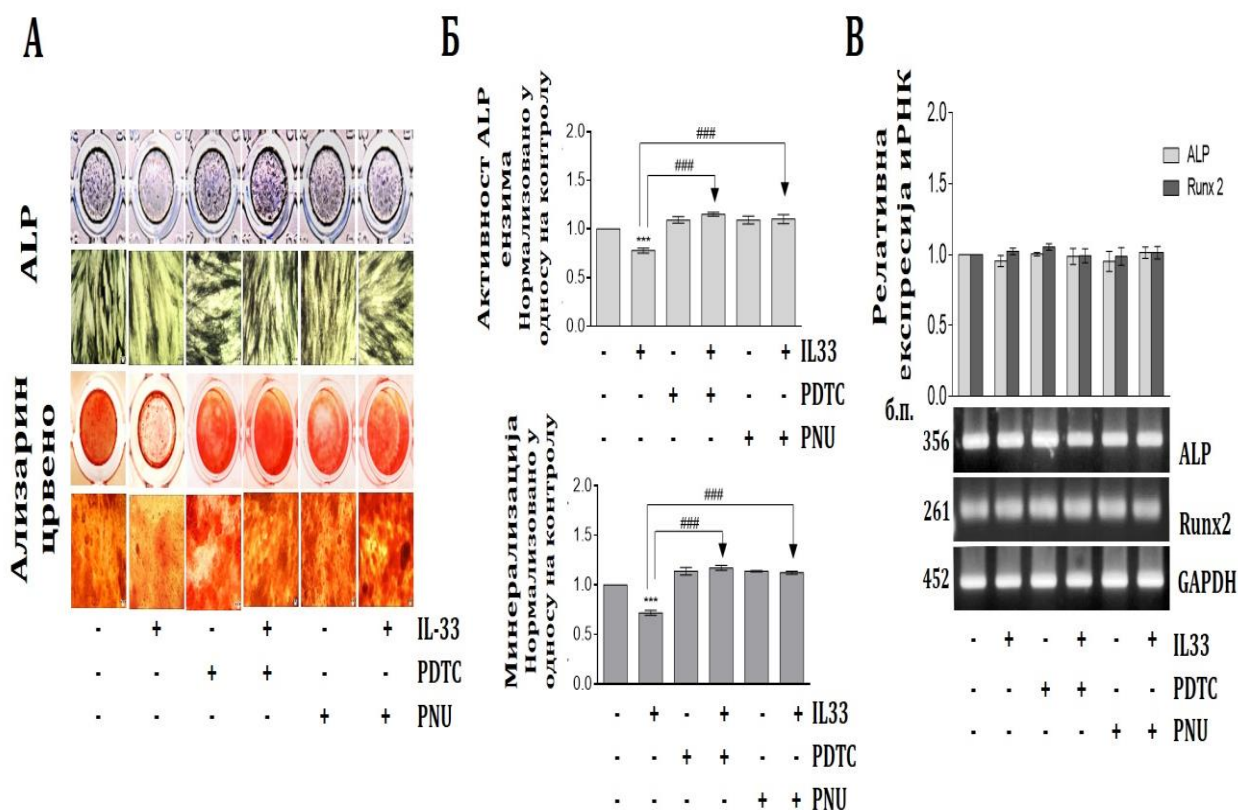 А
ALP
Ализарин
црвено
- + - + - + IL-33
- - + + - - PDTC
- - - - + + PNU
Б
Активност ALP
ензима
Нормализовано у
односу на контролу
2.0
1.5
1.0
0.5
0.0
###
###
***
- + - + - + IL33
- - + + - - PDTC
- - - - + + PNU
Минерализација
Нормализовано у
односу на контролу
2.0
1.5
1.0
0.5
0.0
###
###
***
- + - + - + IL33
- - + + - - PDTC
- - - - + + PNU
В
Релативна
експресија иРНК
2.0
1.5
1.0
0.5
0.0
ALP
Runx 2
б.п.
356 ALP
261 Runx2
452 GAPDH
- + - + - + IL33
- - + + - - PDTC
- - - - + + PNU